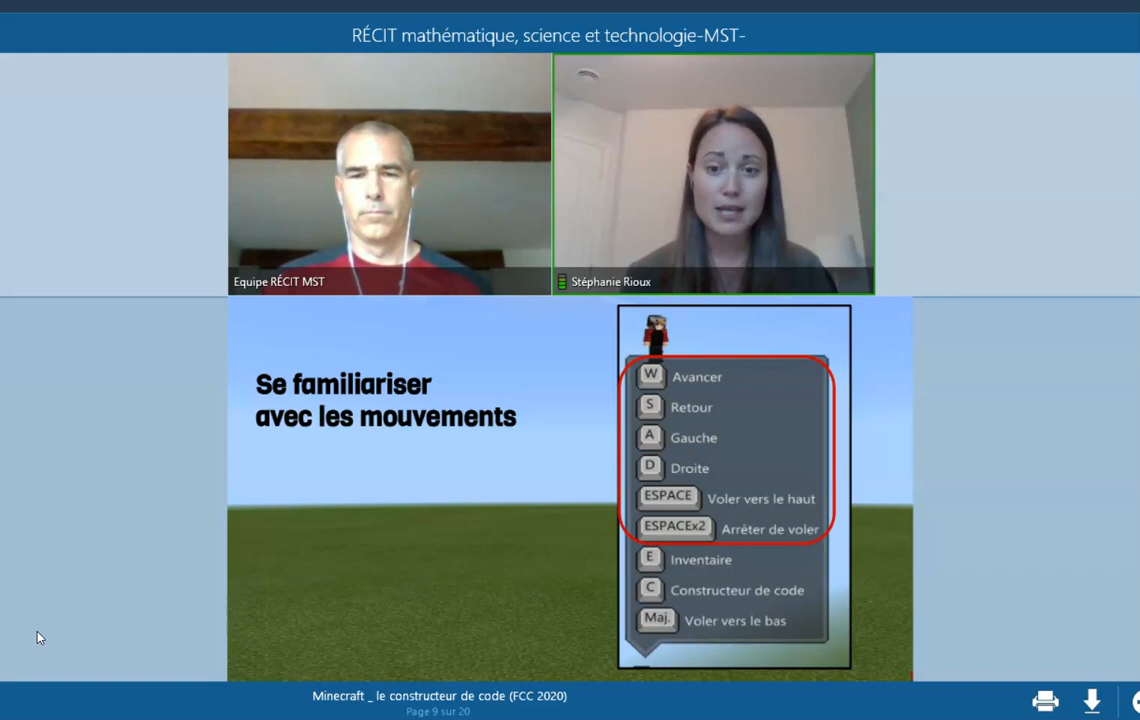 RÉCIT mathématique, science et technologie-MST-
Equipe RÉCIT MST
Stéphanie Rioux
Se familiariser
avec les mouvements
W Avancer
S Retour
A Gauche
D Droite
ESPACE Voler vers le haut
ESPACEx2 Arrêter de voler
E Inventaire
C Constructeur de code
Maj. Voler vers le bas
Minecraft _ le constructeur de code (FCC 2020)
Page 9 sur 20